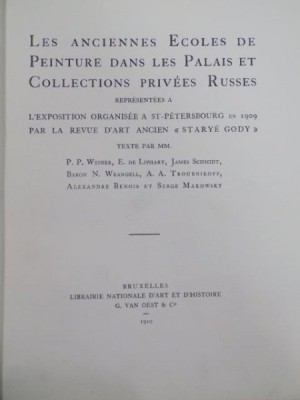 LES ANCIENNES ECOLES DE
PEINTURE DANS LES PALAIS ET
COLLECTIONS PRIVÉES RUSSES
REPRÉSENTÉES A
L'EXPOSITION ORGANISÉE A ST-PÉTERSBOURG EN 1909
PAR LA REVUE D'ART ANCIEN « STARYÉ GODY »
TEXTE PAR MM.
P. P. WEINER, E. DE LIPHART, JAMES SCHMIDT,
BARON N. WRANGELL, A. A. TROUBNIKOFF,
ALEXANDRE BENOIS ET SERGE MAKOWSKY
BRUXELLES
LIBRAIRIE NATIONALE D'ART ET D'HISTOIRE
G. VAN OEST & Cº
1910